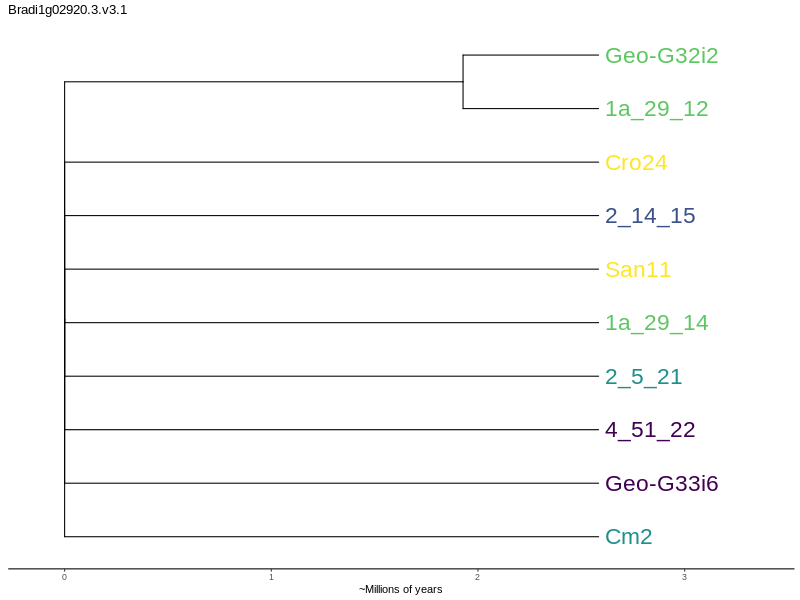 Bradi1g02920.3.v3.1
Geo-G32i2
1a_29_12
Cro24
2_14_15
San11
1a_29_14
2_5_21
4_51_22
Geo-G33i6
Cm2
0 1 2 3
~Millions of years